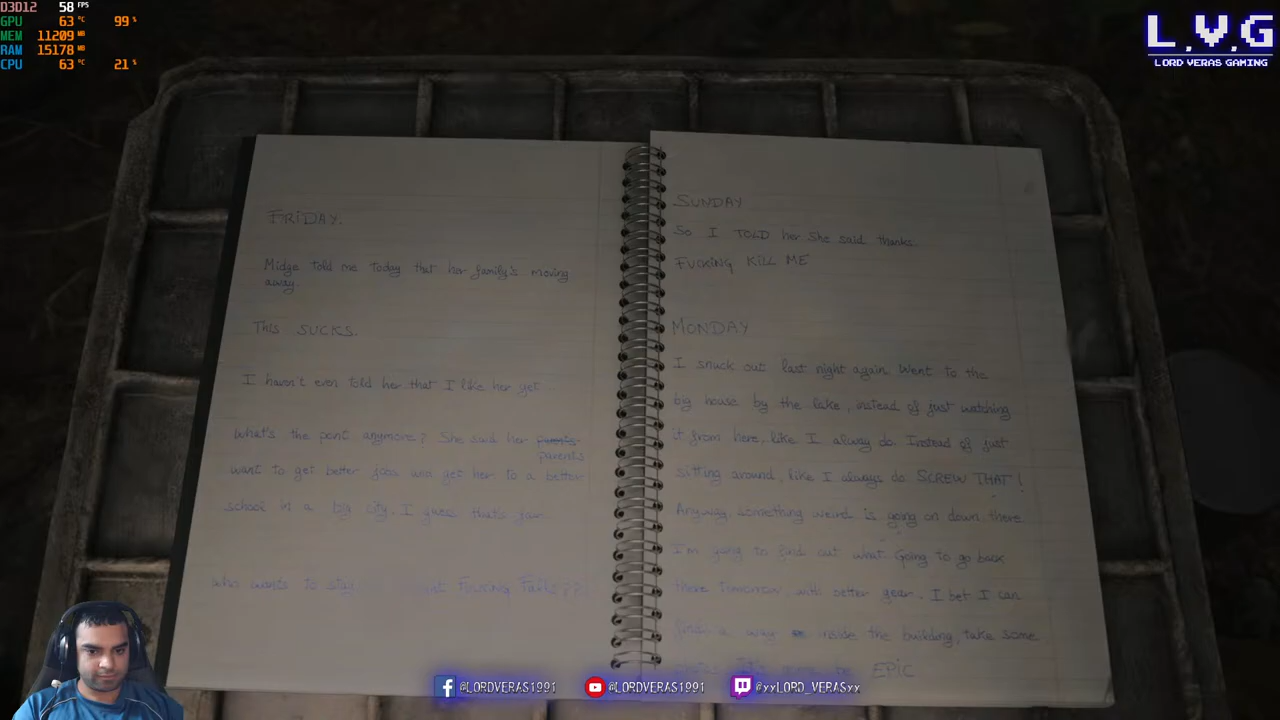 D3D12 58 FPS
GPU 63 °C 99 %
MEM 11209 MB
RAM 15178 MB
CPU 63 °C 21 %
L.V.G
LORD VERAS GAMING
FRIDAY.
Midge told me today that her family's moving
away.
This SUCKS.
I haven't even told her that I like her yet
what's the point anymore? She said her parents
parents
want to get better jobs and get her to a better
school in a big city. I guess that's fair
who wants to stay
SUNDAY
So I TOLD her She said thanks
FUCKING KILL ME
MONDAY
I snuck out last night again. Went to the
big house by the lake, instead of just watching
it from here, like I alway do. Instead of just
sitting around, like I always do. SCREW THAT!
Anyway, something weird is going on down there
I'm going to find out what. Going to go back
there tomorrow, with better gear. I bet I can
find a way inside the building, take some
EPIC
@LORDVERAS1991
@LORDVERAS1991
@yyLORD_VERASyy